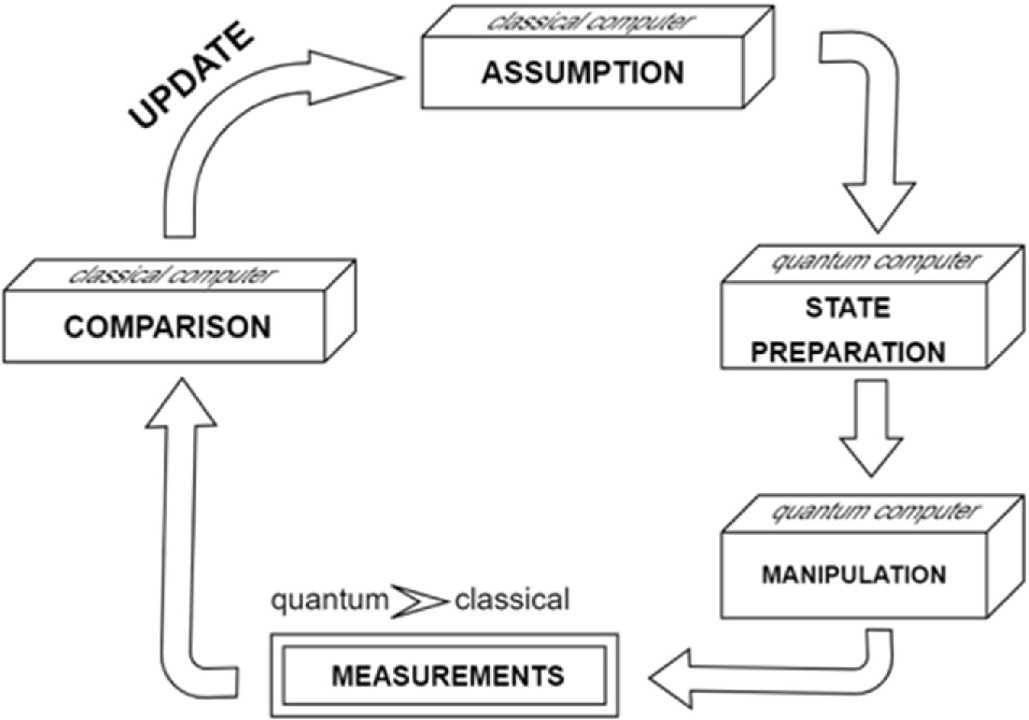 UPDATE
classical computer
ASSUMPTION
quantum computer
STATE
PREPARATION
quantum computer
MANIPULATION
quantum classical
MEASUREMENTS
classical computer
COMPARISON